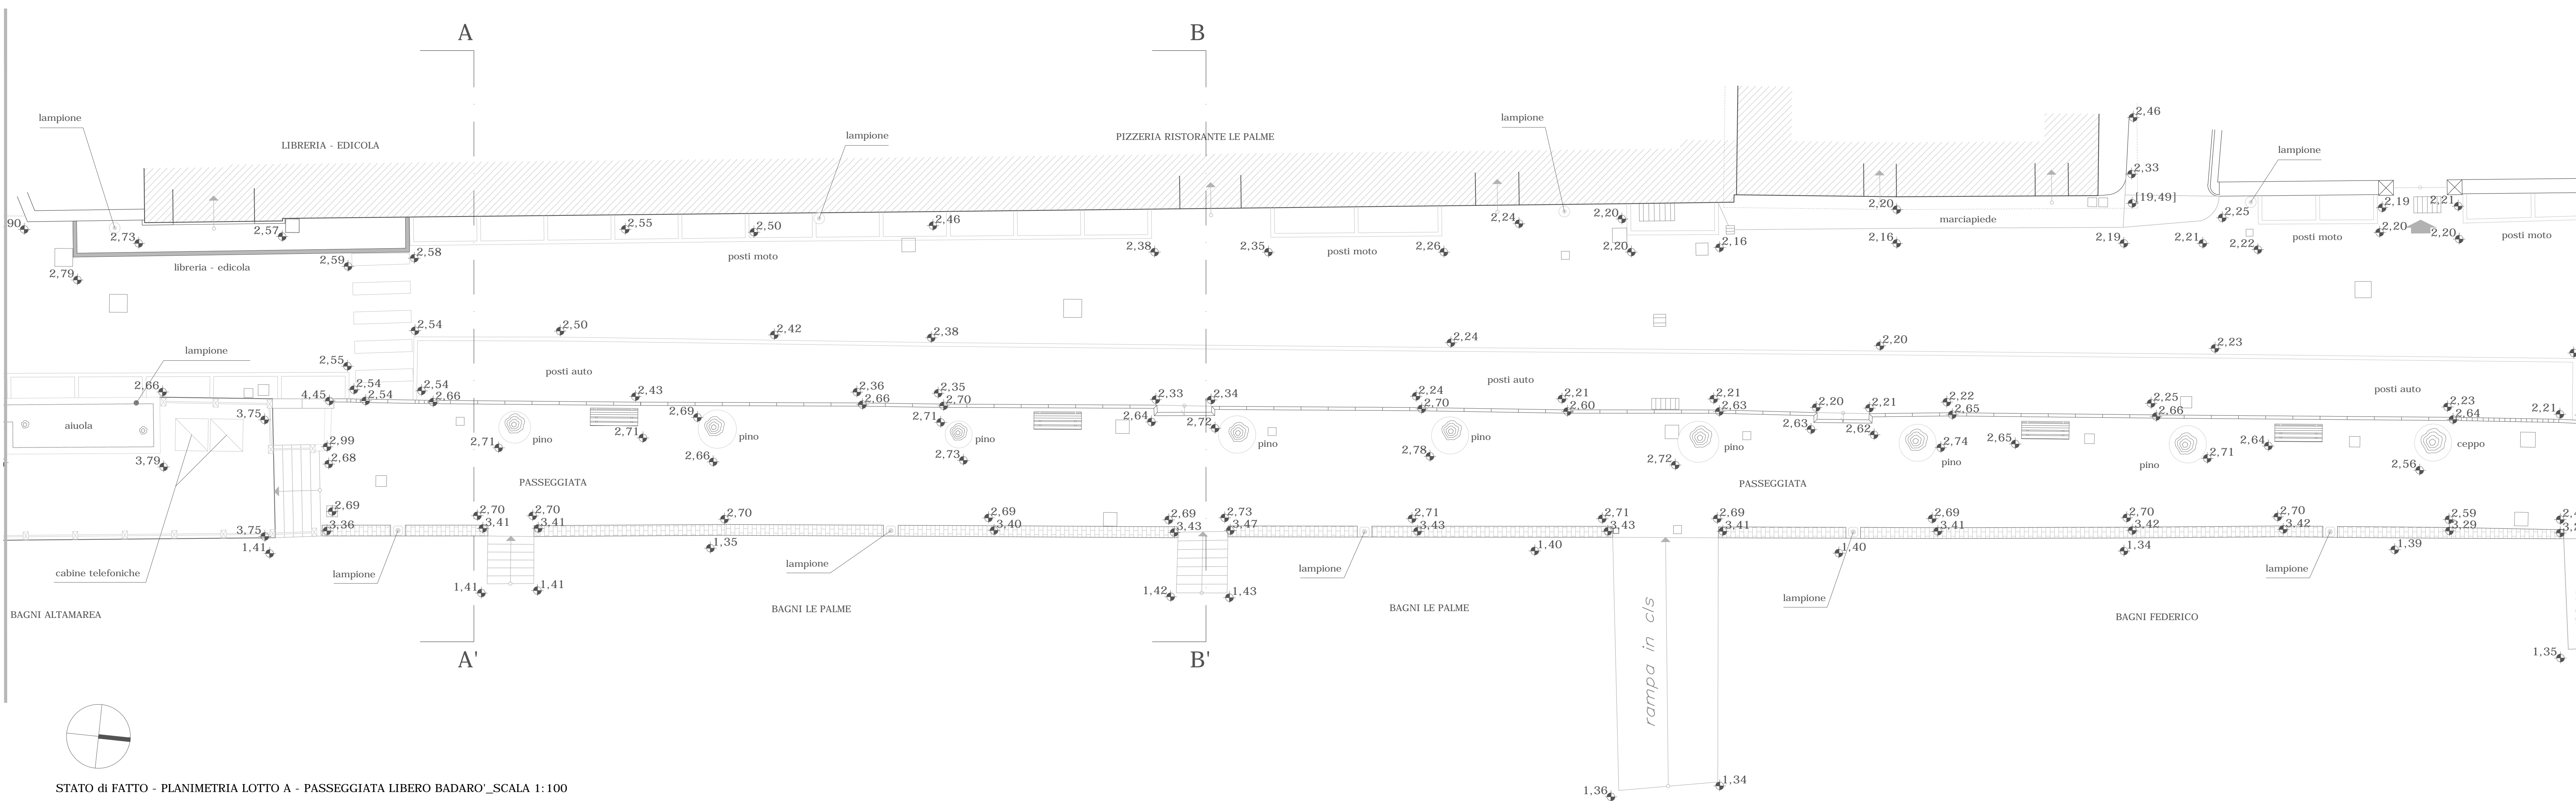 A
B
2,46
lampione
lampione
lampione
LIBRERIA - EDICOLA
PIZZERIA RISTORANTE LE PALME
lampione
2,33
[19,49]
90
2,73
2,57
2,55
2,50
2,46
2,24
2,20
2,20
marciapiede
2,25
2,19
2,21
2,79
libreria - edicola
2,59
2,58
posti moto
2,38
2,35
posti moto
2,26
2,20
2,16
2,16
2,19
2,21
2,22
posti moto
2,20
2,20
posti moto
2,54
2,50
2,42
2,38
2,24
2,20
2,23
lampione
2,55
posti auto
posti auto
posti auto
2,66
4,45
2,54
2,54
2,54
2,66
2,43
2,36
2,66
2,35
2,70
2,33
2,34
2,24
2,70
2,21
2,60
2,21
2,63
2,20
2,21
2,22
2,65
2,25
2,66
2,23
2,64
2,21
aiuola
3,75
2,71
pino
2,71
2,69
pino
2,71
pino
2,64
2,72
pino
pino
pino
2,63
2,62
2,74
pino
2,65
pino
2,71
2,64
ceppo
3,79
2,99
2,68
2,66
2,73
2,78
2,72
2,56
PASSEGGIATA
PASSEGGIATA
2,69
3,36
3,75
1,41
2,70
3,41
2,70
3,41
2,70
1,35
2,69
3,40
2,69
3,43
2,73
3,47
2,71
3,43
1,40
2,71
3,43
2,69
3,41
1,40
2,69
3,41
2,70
3,42
1,34
2,70
3,42
1,39
2,59
3,29
cabine telefoniche
lampione
1,41
1,41
lampione
1,42
1,43
lampione
lampione
lampione
BAGNI ALTAMAREA
BAGNI LE PALME
BAGNI LE PALME
BAGNI FEDERICO
rampa in cls
A'
B'
1,35
1,36
1,34
STATO di FATTO - PLANIMETRIA LOTTO A - PASSEGGIATA LIBERO BADARO'_SCALA 1:100